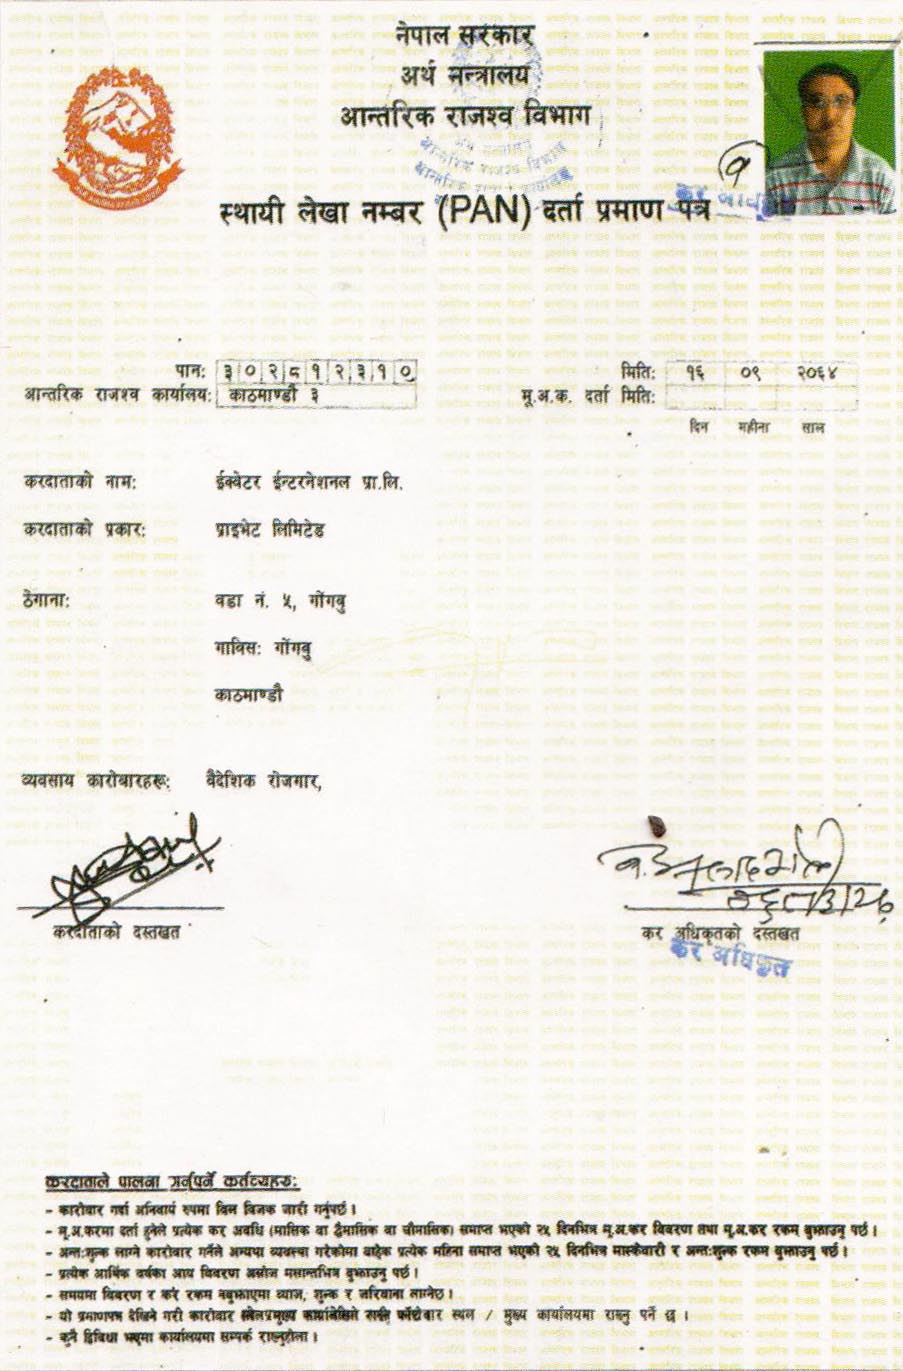 नेपाल सरकार
अर्थ मन्त्रालय
आन्तरिक राजश्व विभाग
स्थायी लेखा नम्बर (PAN) दर्ता प्रमाण पत्र
पान: ३०२८१२३१०
मिति: १६ ०९ २०६४
आन्तरिक राजश्व कार्यालय: काठमाण्डौ ३
मू.अ.क. दर्ता मिति:
दिन महीना साल
करदाताको नाम: ईक्वेटर ईन्टरनेशनल प्रा.लि.
करदाताको प्रकार: प्राइभेट लिमिटेड
ठेगाना: वडा नं. ५, गोंगबु
गाविस: गोंगबु
काठमाण्डौ
व्यवसाय कारोवारहरू: वैदेशिक रोजगार,
करदाताको दस्तखत
कर अधिकृतको दस्तखत
कर अधिकृत
करदाताले पालना गर्नुपर्ने कर्तव्यहरु:
- कारोवार गर्दा अनिवार्य रुपमा विल विजक जारी गर्नुपर्छ ।
- मू.अ.करमा दर्ता हुनेले प्रत्येक कर अवधि (मासिक वा द्वैमासिक वा चौमासिक) समाप्त भएको २५ दिनभित्र मू.अ.कर विवरण तथा मू.अ.कर रकम बुझाउनु पर्छ ।
- अन्त:शुल्क लाग्ने कारोवार गर्नेले अन्यथा व्यवस्था गरेकोमा वाहेक प्रत्येक महिना समाप्त भएको २५ दिनभित्र मास्केवारी र अन्त:शुल्क रकम बुझाउनु पर्छ ।
- प्रत्येक आर्थिक वर्षका आय विवरण असोज मसान्तभित्र बुझाउनु पर्छ ।
- समयमा विवरण र कर रकम नबुझाएमा व्याज, शुल्क र जरिवाना लाग्नेछ ।
- यो प्रमाणपत्र देखिने गरी कारोवार स्थल / मुख्य कार्यालयमा राख्नु पर्ने छ ।
- कुनै द्विविधा भएमा कार्यालयमा सम्पर्क राख्नुहोला ।